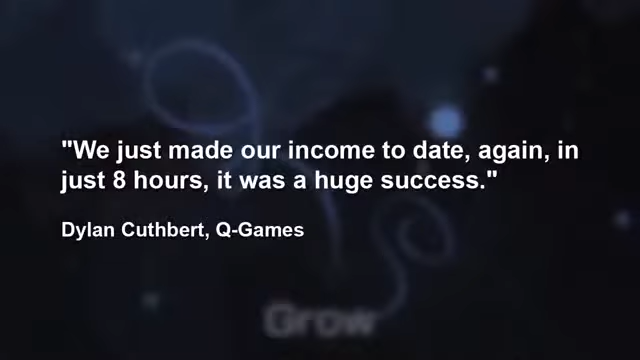 "We just made our income to date, again, in
just 8 hours, it was a huge success."
Dylan Cuthbert, Q-Games
Grow